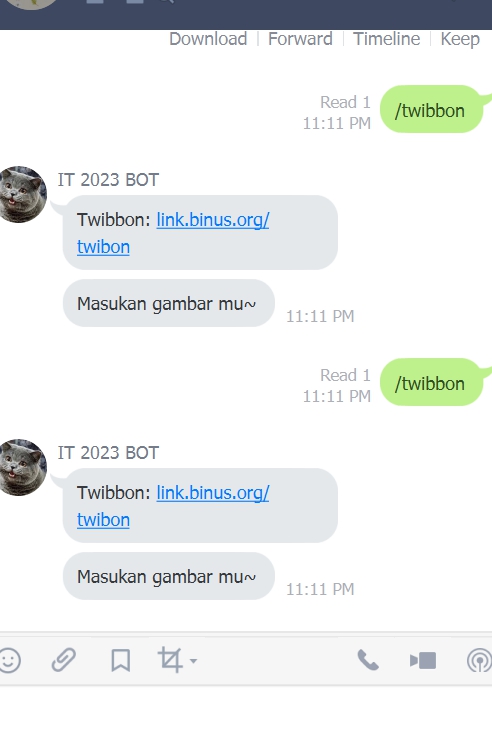 Download | Forward | Timeline | Keep
Read 1
11:11 PM
/twibbon
IT 2023 BOT
Twibbon: link.binus.org/
twibon
Masukan gambar mu~
11:11 PM
Read 1
11:11 PM
/twibbon
IT 2023 BOT
Twibbon: link.binus.org/
twibon
Masukan gambar mu~
11:11 PM